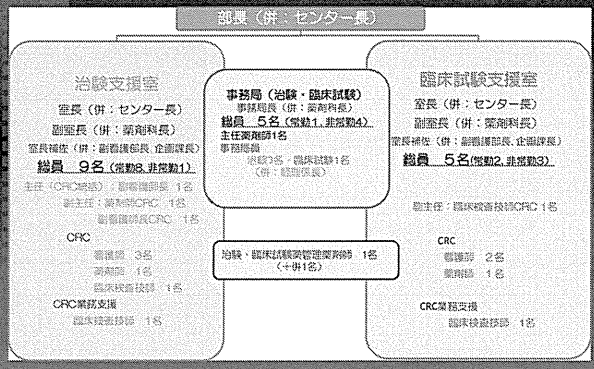 部長（併：センター長）
治験支援室
室長（併：センター長）
副室長（併：薬剤科長）
室長補佐（併：副看護部長、企画課長）
総員　９名（常勤8、非常勤1）
主任（CRC統括）：副看護師長　1名
副主任：薬剤師CRC　1名
副看護師長CRC　1名
CRC
看護師　3名
薬剤師　1名
臨床検査技師　1名
CRC業務支援
臨床検査技師　1名
事務局（治験・臨床試験）
事務局長（併：薬剤科長）
総員　５名（常勤1、非常勤4）
主任薬剤師1名
事務局員
治験3名・臨床試験1名
治験・臨床試験薬管理薬剤師　1名
（＋併1名）
臨床試験支援室
室長（併：センター長）
副室長（併：薬剤科長）
室長補佐（併：副看護部長、企画課長）
総員　５名（常勤2、非常勤3）
副主任：臨床検査技師CRC 1名
CRC
看護師　2名
薬剤師　1名
CRC業務支援
臨床検査技師　1名